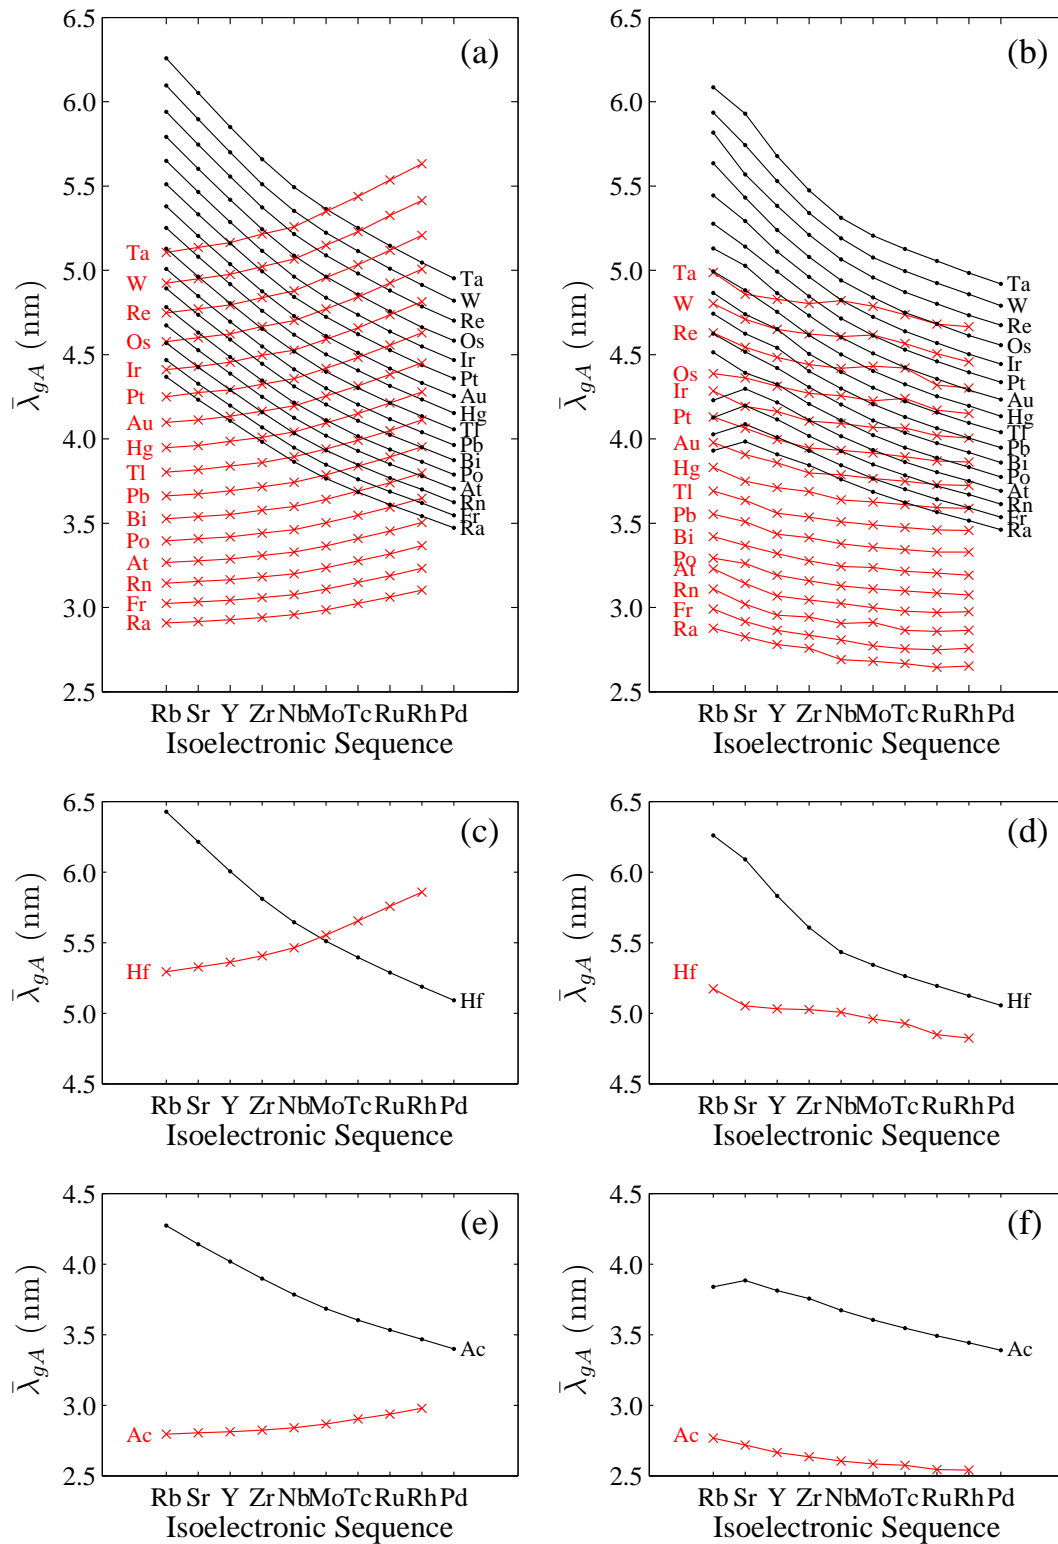 (a)
λ̄gA (nm)
6.5
6.0
5.5
5.0
4.5
4.0
3.5
3.0
2.5
Ta
W
Re
Os
Ir
Pt
Au
Hg
Tl
Pb
Bi
Po
At
Rn
Fr
Ra
Ta
W
Re
Os
Ir
Pt
Au
Hg
Tl
Pb
Bi
Po
At
Rn
Fr
Ra
Rb Sr Y Zr Nb Mo Tc Ru Rh Pd
Isoelectronic Sequence
(b)
λ̄gA (nm)
6.5
6.0
5.5
5.0
4.5
4.0
3.5
3.0
2.5
Ta
W
Re
Os
Ir
Pt
Au
Hg
Tl
Pb
Bi
Po
At
Rn
Fr
Ra
Ta
W
Re
Os
Ir
Pt
Au
Hg
Tl
Pb
Bi
Po
At
Rn
Fr
Ra
Rb Sr Y Zr Nb Mo Tc Ru Rh Pd
Isoelectronic Sequence
(c)
λ̄gA (nm)
6.5
6.0
5.5
5.0
4.5
Hf
Hf
Rb Sr Y Zr Nb Mo Tc Ru Rh Pd
Isoelectronic Sequence
(d)
λ̄gA (nm)
6.5
6.0
5.5
5.0
4.5
Hf
Hf
Rb Sr Y Zr Nb Mo Tc Ru Rh Pd
Isoelectronic Sequence
(e)
λ̄gA (nm)
4.5
4.0
3.5
3.0
2.5
Ac
Ac
Rb Sr Y Zr Nb Mo Tc Ru Rh Pd
Isoelectronic Sequence
(f)
λ̄gA (nm)
4.5
4.0
3.5
3.0
2.5
Ac
Ac
Rb Sr Y Zr Nb Mo Tc Ru Rh Pd
Isoelectronic Sequence